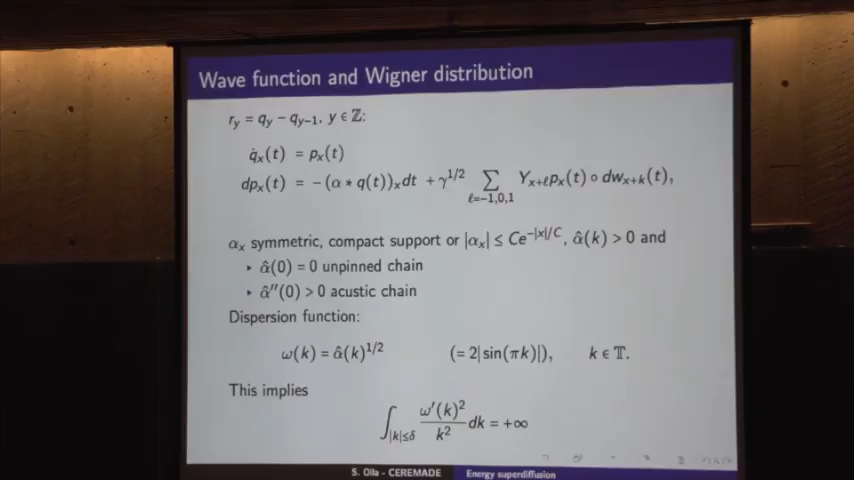 Wave function and Wigner distribution
r_y = q_y − q_{y−1}, y ∈ ℤ:
q̇_x(t) = p_x(t)
dp_x(t) = −(α ∗ q(t))_x dt + γ^{1/2} ∑_{ℓ=−1,0,1} Y_{x+ℓ}p_x(t) ∘ dw_{x+k}(t),
α_x symmetric, compact support or |α_x| ≤ Ce^{−|x|/C}, α̂(k) > 0 and
‣ α̂(0) = 0 unpinned chain
‣ α̂″(0) > 0 acustic chain
Dispersion function:
ω(k) = α̂(k)^{1/2} (= 2|sin(πk)|), k ∈ 𝕋.
This implies
∫_{|k|≤δ} ω′(k)²/k² dk = +∞
S. Olla - CEREMADE Energy superdiffusion